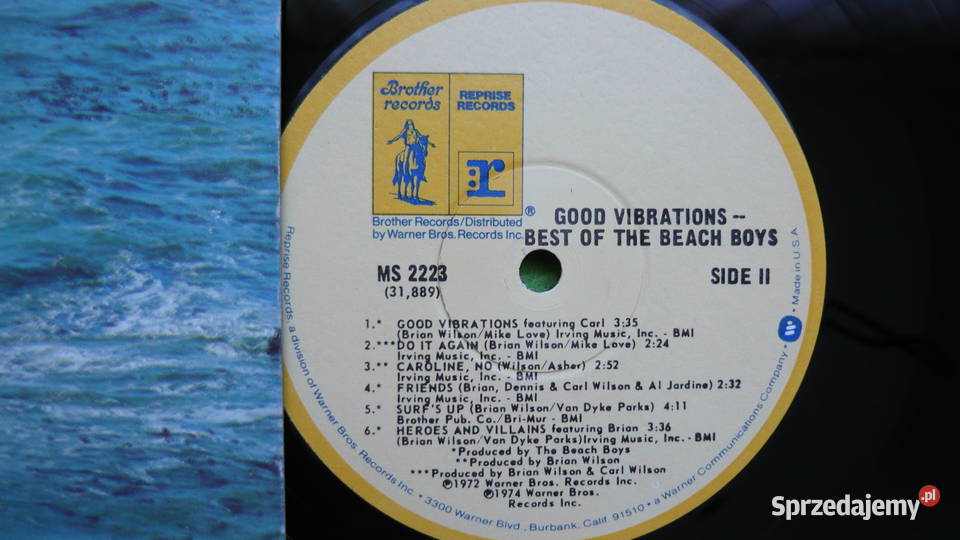 Brother
records
REPRISE
RECORDS
r
®
Brother Records/Distributed
by Warner Bros. Records Inc.
GOOD VIBRATIONS --
BEST OF THE BEACH BOYS
MS 2223
(31,889)
SIDE II
1.* GOOD VIBRATIONS featuring Carl 3:35
(Brian Wilson/Mike Love) Irving Music, Inc. - BMI
2.***DO IT AGAIN (Brian Wilson/Mike Love) 2:24
Irving Music, Inc. - BMI
3.** CAROLINE, NO (Wilson/Asher) 2:52
Irving Music, Inc. - BMI
4.* FRIENDS (Brian, Dennis & Carl Wilson & Al Jardine) 2:32
Irving Music, Inc. - BMI
5.* SURF'S UP (Brian Wilson/Van Dyke Parks) 4:11
Brother Pub. Co./Bri-Mur - BMI
6.* HEROES AND VILLAINS featuring Brian 3:36
(Brian Wilson/Van Dyke Parks)Irving Music, Inc. - BMI
*Produced by The Beach Boys
**Produced by Brian Wilson
***Produced by Brian Wilson & Carl Wilson
℗1972 Warner Bros. Records Inc.
℗1974 Warner Bros.
Records Inc.
Reprise Records, a division of Warner Bros. Records Inc. • 3300 Warner Blvd., Burbank, Calif. 91510 • a Warner Communications Company • W • Made in U.S.A.
Sprzedajemy.pl